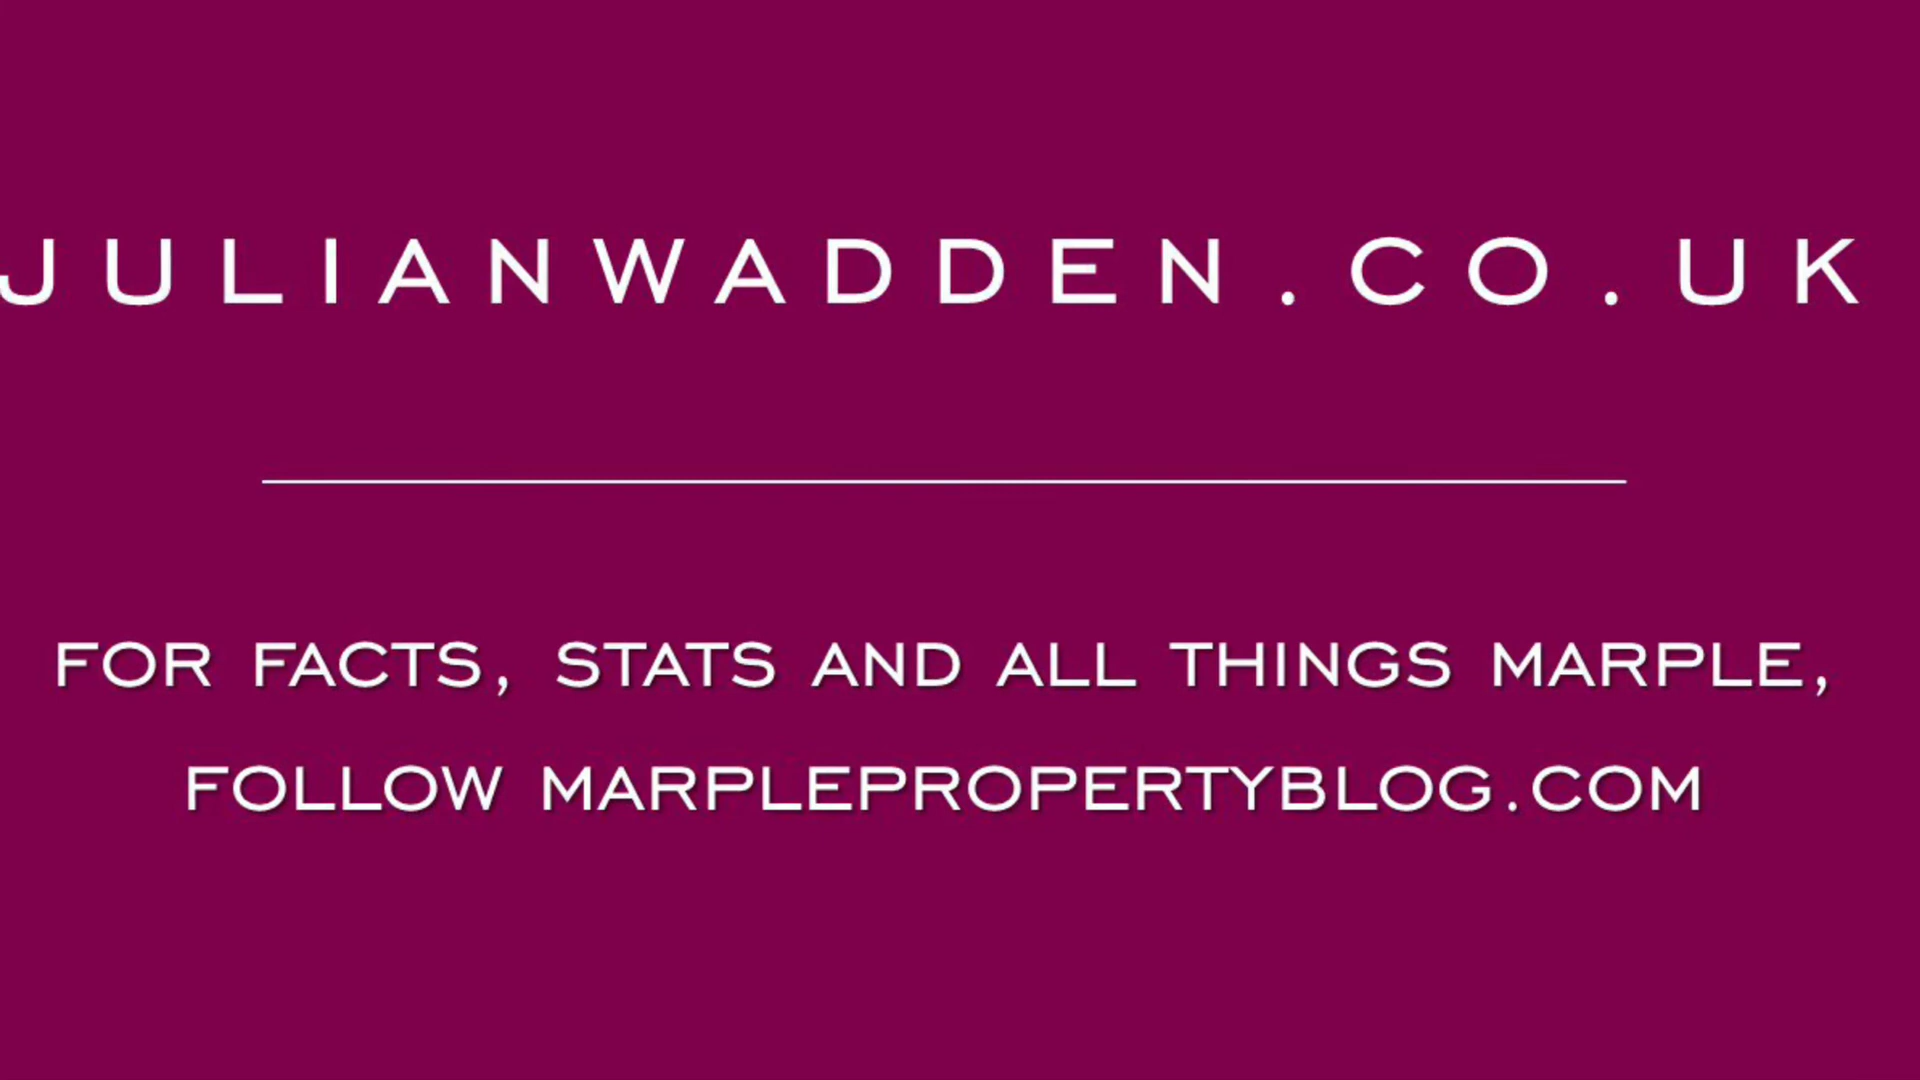 JULIANWADDEN.CO.UK
FOR FACTS, STATS AND ALL THINGS MARPLE,
FOLLOW MARPLEPROPERTYBLOG.COM